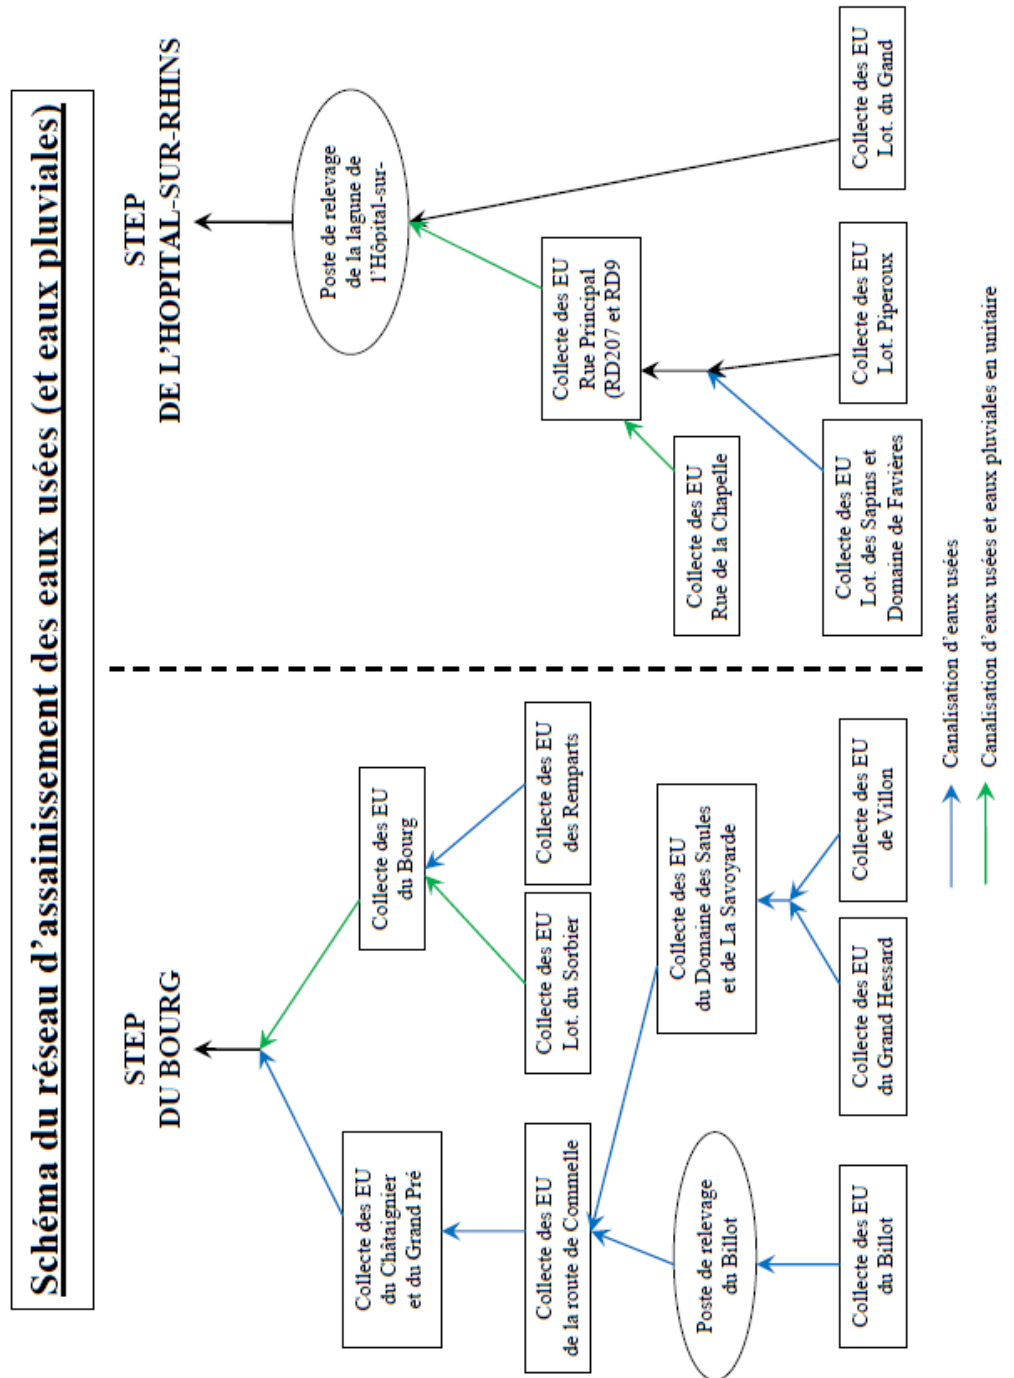 Schéma du réseau d'assainissement des eaux usées (et eaux pluviales)
STEP
DU BOURG
STEP
DE L'HOPITAL-SUR-RHINS
Collecte des EU
du Châtaignier
et du Grand Pré
Collecte des EU
du Bourg
Collecte des EU
de la route de Commelle
Collecte des EU
Lot. du Sorbier
Collecte des EU
des Remparts
Poste de relevage
du Billot
Collecte des EU
du Domaine des Saules
et de La Savoyarde
Collecte des EU
du Billot
Collecte des EU
du Grand Hessard
Collecte des EU
de Villon
Poste de relevage
de la lagune de
l'Hôpital-sur-
Collecte des EU
Rue Principal
(RD207 et RD9
Collecte des EU
Rue de la Chapelle
Collecte des EU
Lot. des Sapins et
Domaine de Favières
Collecte des EU
Lot. Piperoux
Collecte des EU
Lot. du Gand
Canalisation d'eaux usées
Canalisation d'eaux usées et eaux pluviales en unitaire